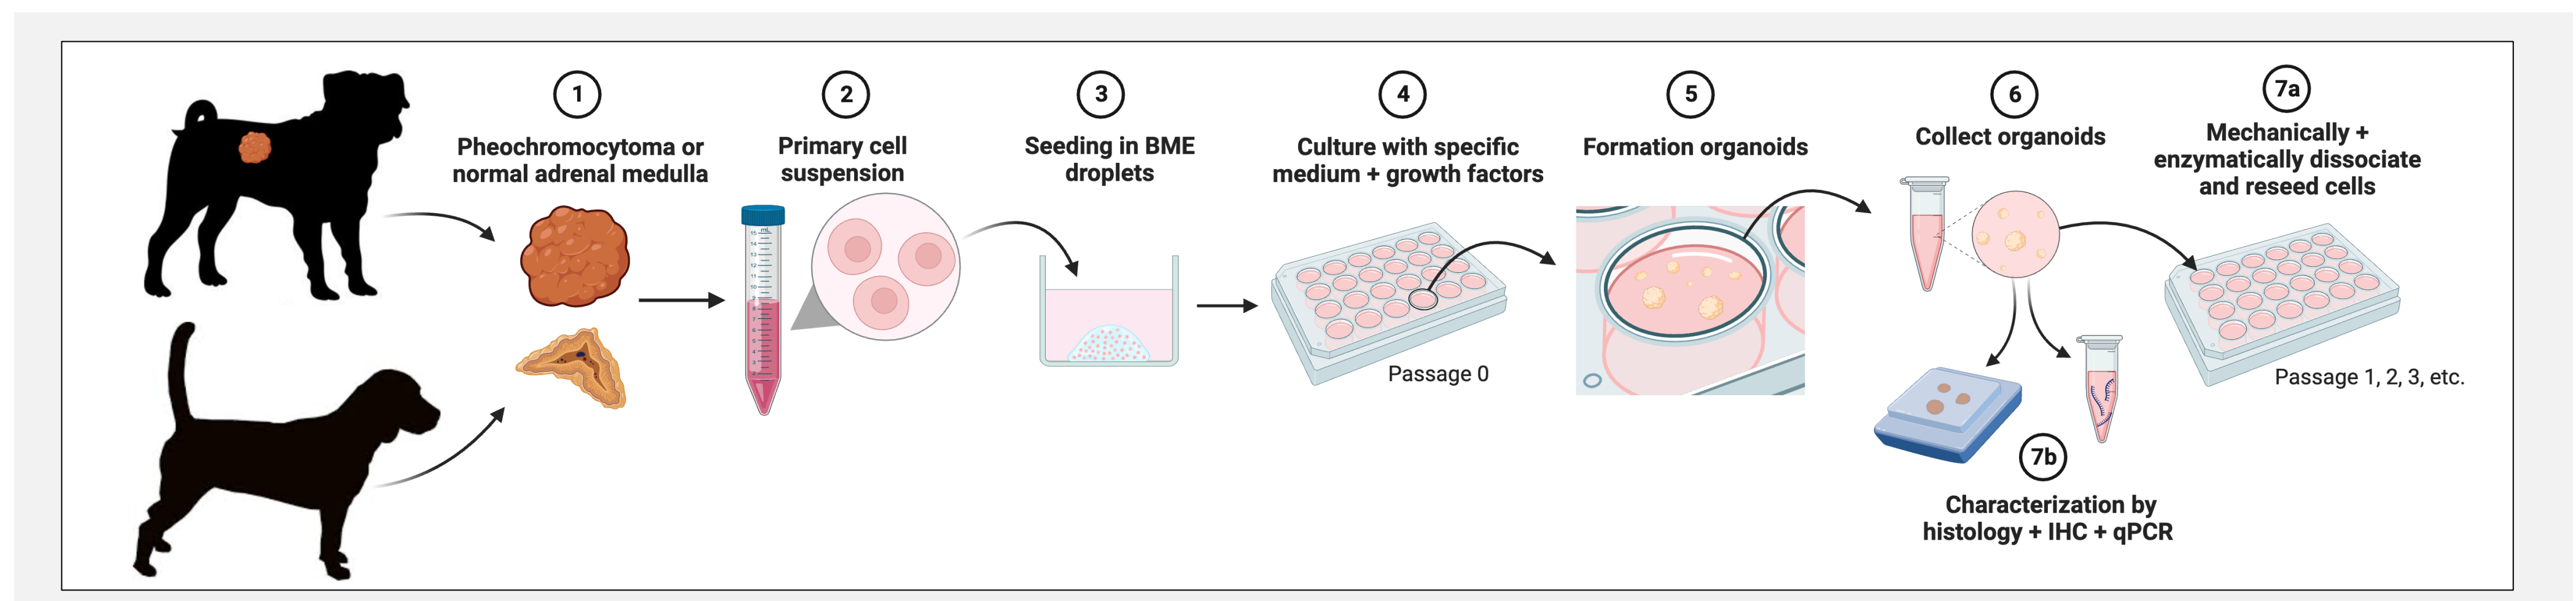 1
Pheochromocytoma or
normal adrenal medulla
2
Primary cell
suspension
3
Seeding in BME
droplets
4
Culture with specific
medium + growth factors
Passage 0
5
Formation organoids
6
Collect organoids
7a
Mechanically +
enzymatically dissociate
and reseed cells
Passage 1, 2, 3, etc.
7b
Characterization by
histology + IHC + qPCR